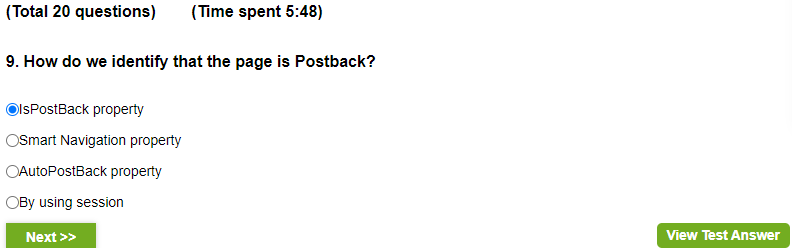 (Total 20 questions) (Time spent 5:48)
9. How do we identify that the page is Postback?
IsPostBack property
Smart Navigation property
AutoPostBack property
By using session
Next >>
View Test Answer